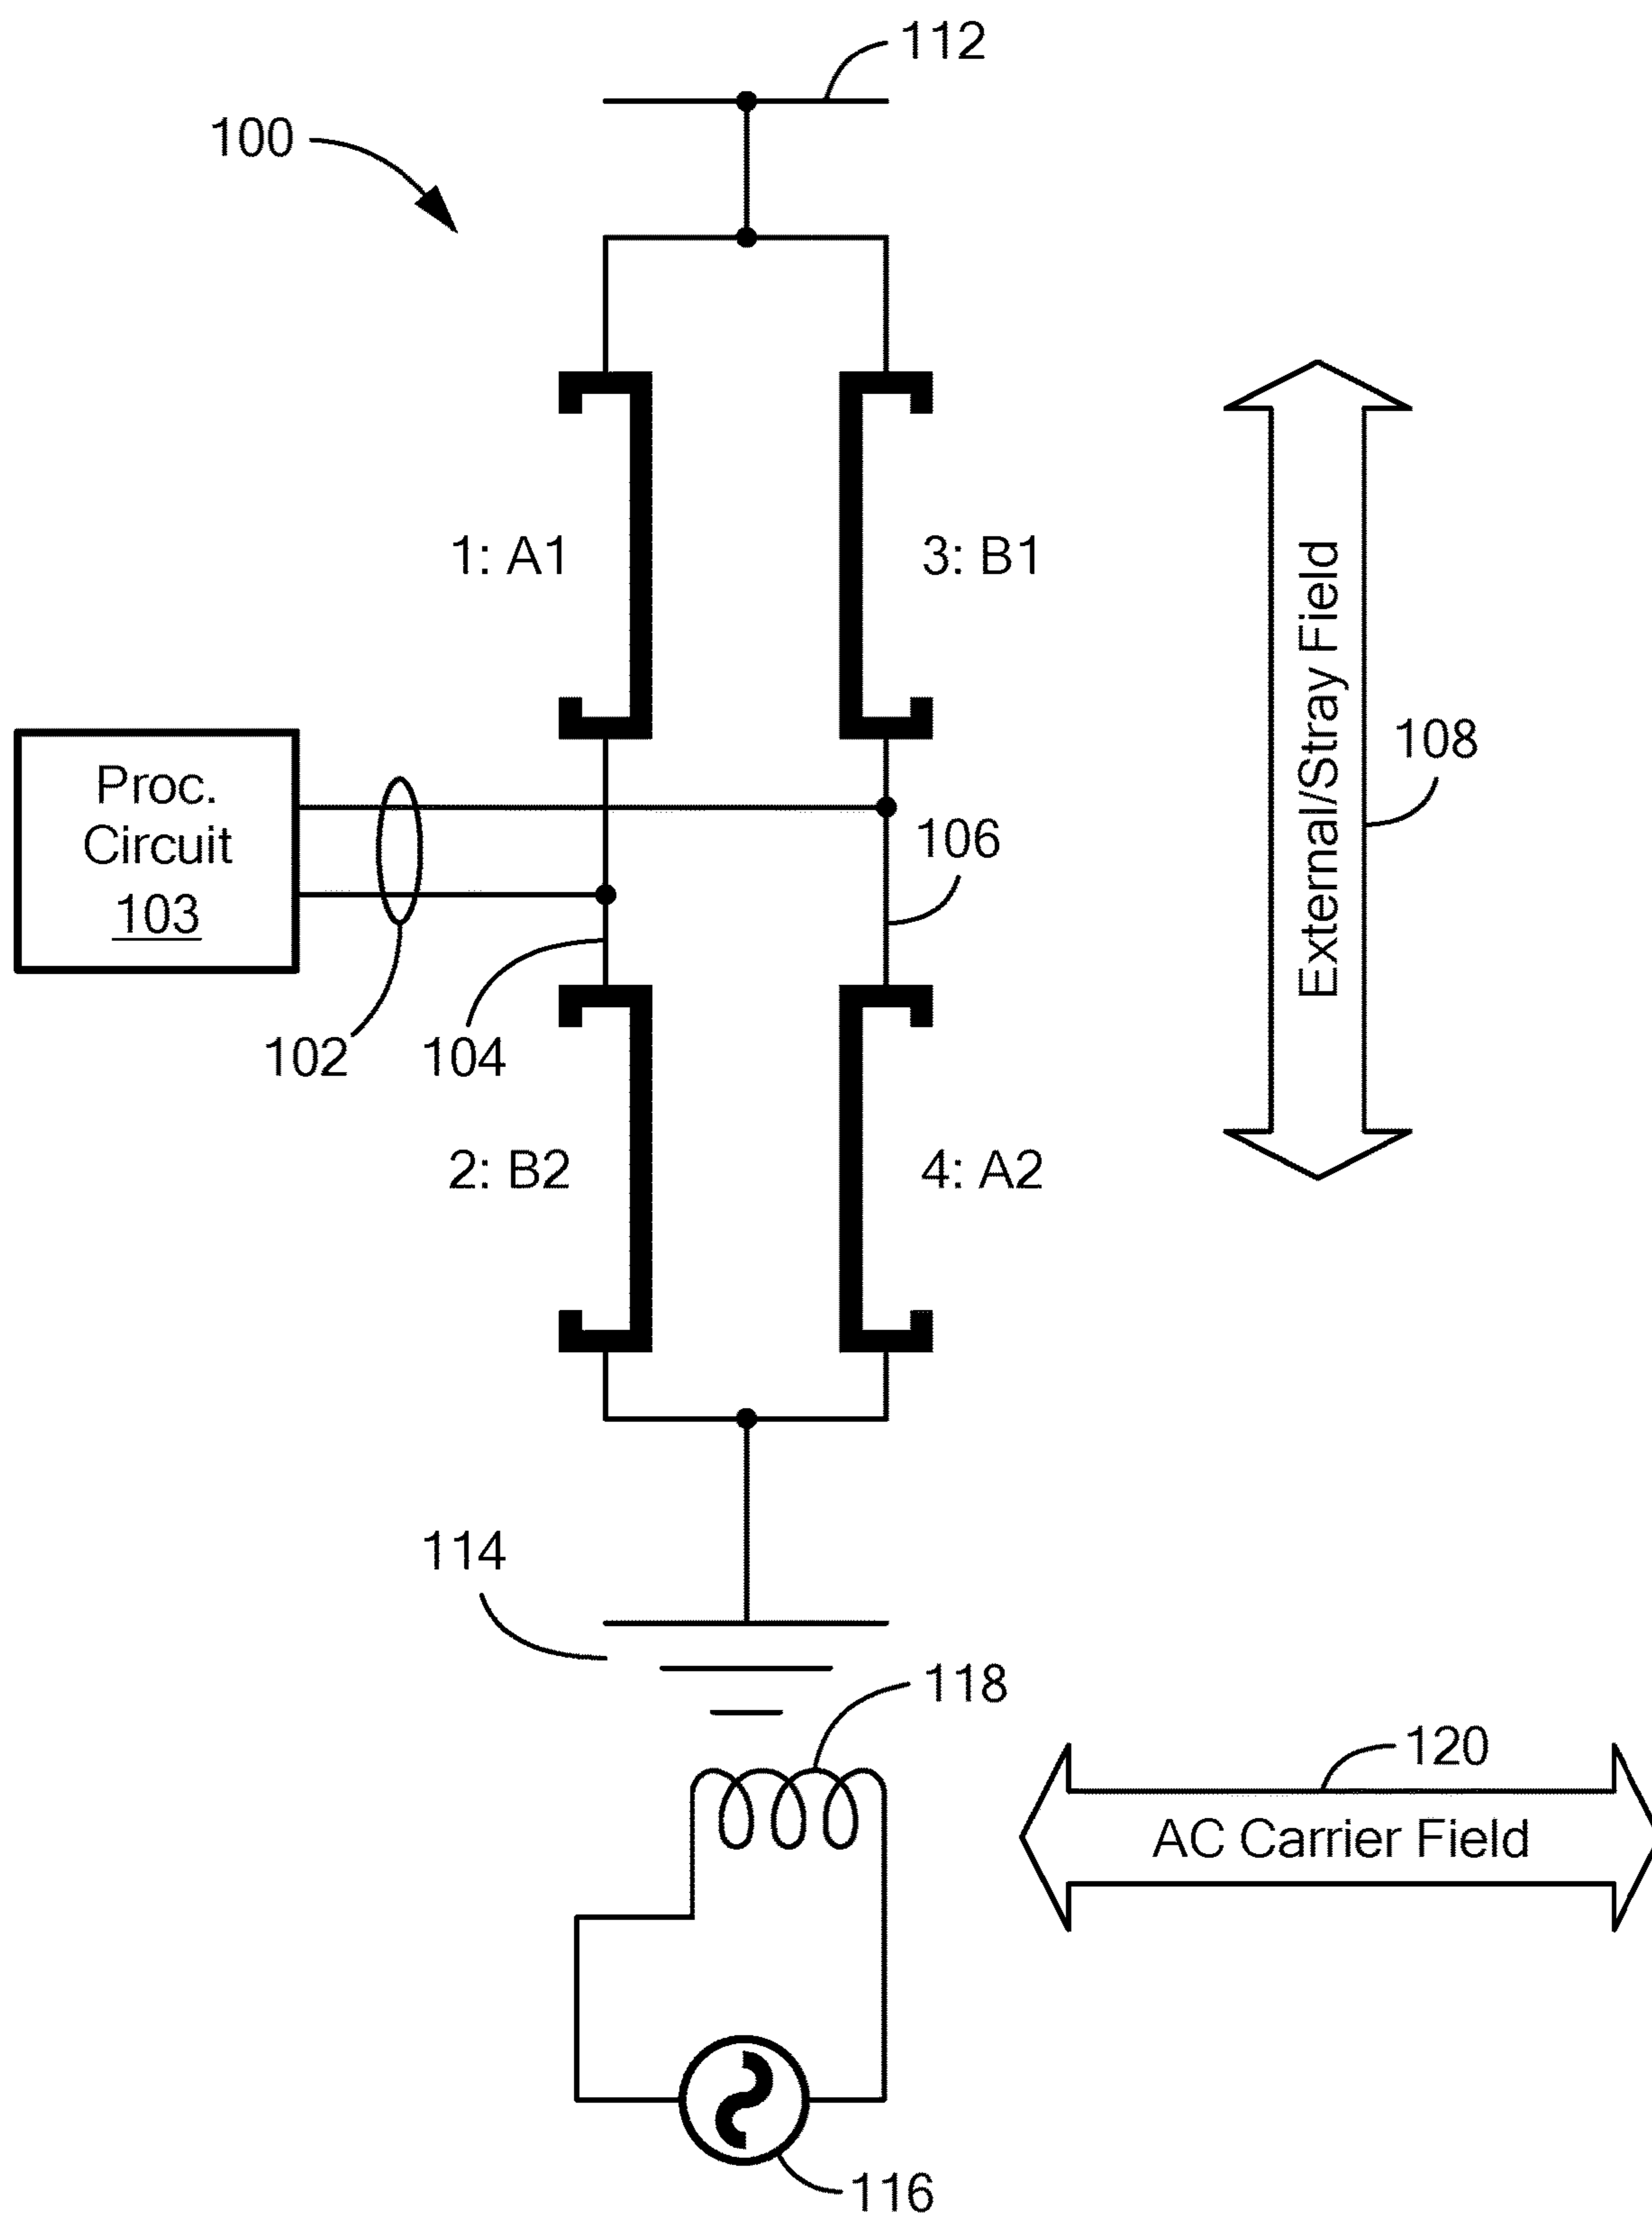 112
100
1: A1
3: B1
External/Stray Field
108
Proc.
Circuit
103
106
102
104
2: B2
4: A2
114
118
120
AC Carrier Field
116